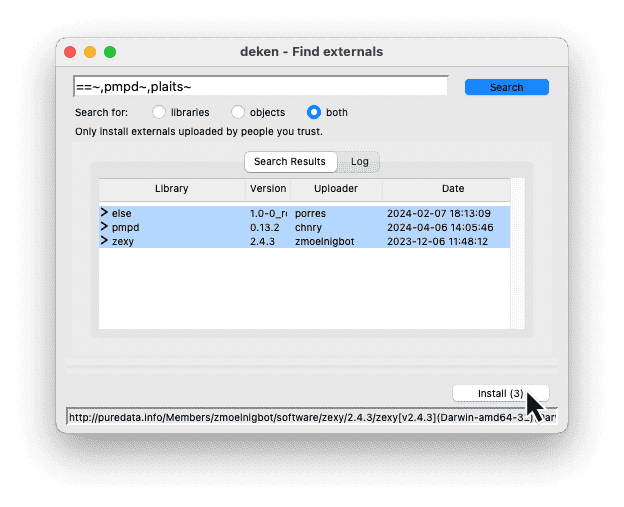 deken - Find externals
==~,pmpd~,plaits~ Search
Search for: libraries objects both
Only install externals uploaded by people you trust.
Search Results Log
Library Version Uploader Date
> else 1.0-0_rc porres 2024-02-07 18:13:09
> pmpd 0.13.2 chnry 2024-04-06 14:05:46
> zexy 2.4.3 zmoelnigbot 2023-12-06 11:48:12
Install (3)
http://puredata.info/Members/zmoelnigbot/software/zexy/2.4.3/zexy[v2.4.3](Darwin-amd64-32)